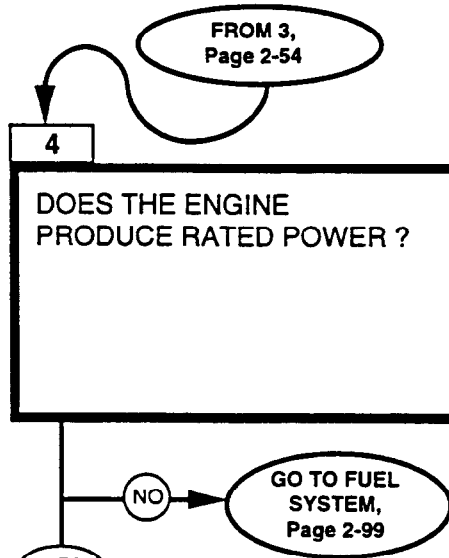 FROM 3,
Page 2-54
4
DOES THE ENGINE
PRODUCE RATED POWER ?
NO
GO TO FUEL
SYSTEM,
Page 2-99